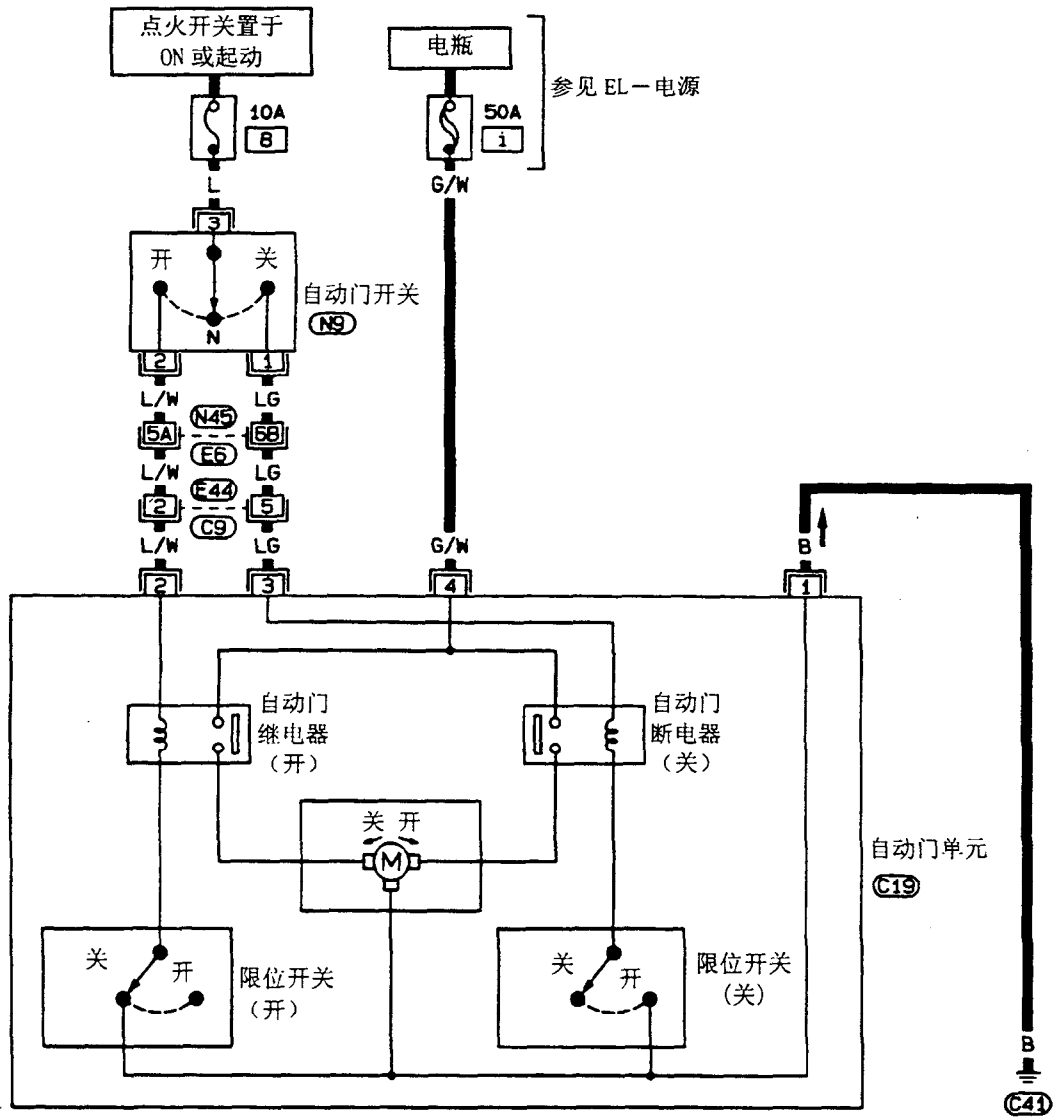 点火开关置于
ON或起动
电瓶
参见EL－电源
10A
8
50A
i
L
G/W
3
开 关
N
自动门开关
N9
2 1
L/W LG
N45
5A 6B
E6
L/W LG
E44
2 5
C9
L/W LG G/W B
2 3 4 1
自动门
继电器
（开）
自动门
断电器
（关）
关 开
M
自动门单元
C19
关 开
限位开关
（开）
关 开
限位开关
(关)
B
C41